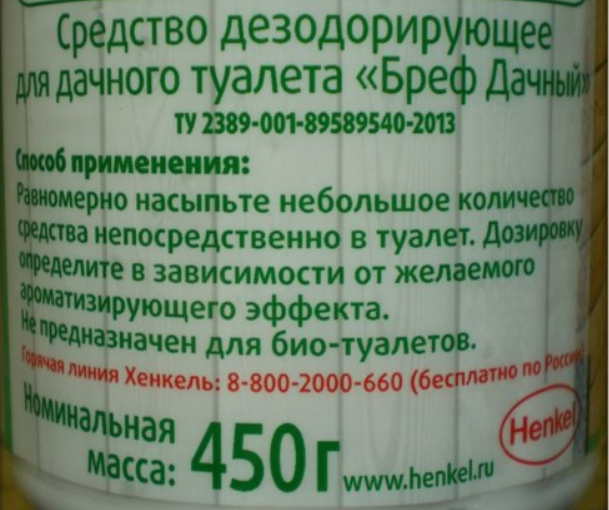 Средство дезодорирующее
для дачного туалета «Бреф Дачный»
ТУ 2389-001-89589540-2013
Способ применения:
Равномерно насыпьте небольшое количество
средства непосредственно в туалет. Дозировку
определите в зависимости от желаемого
ароматизирующего эффекта.
Не предназначен для био-туалетов.
Горячая линия Хенкель: 8-800-2000-660 (бесплатно по России)
Номинальная
масса: 450 г
www.henkel.ru
Henkel